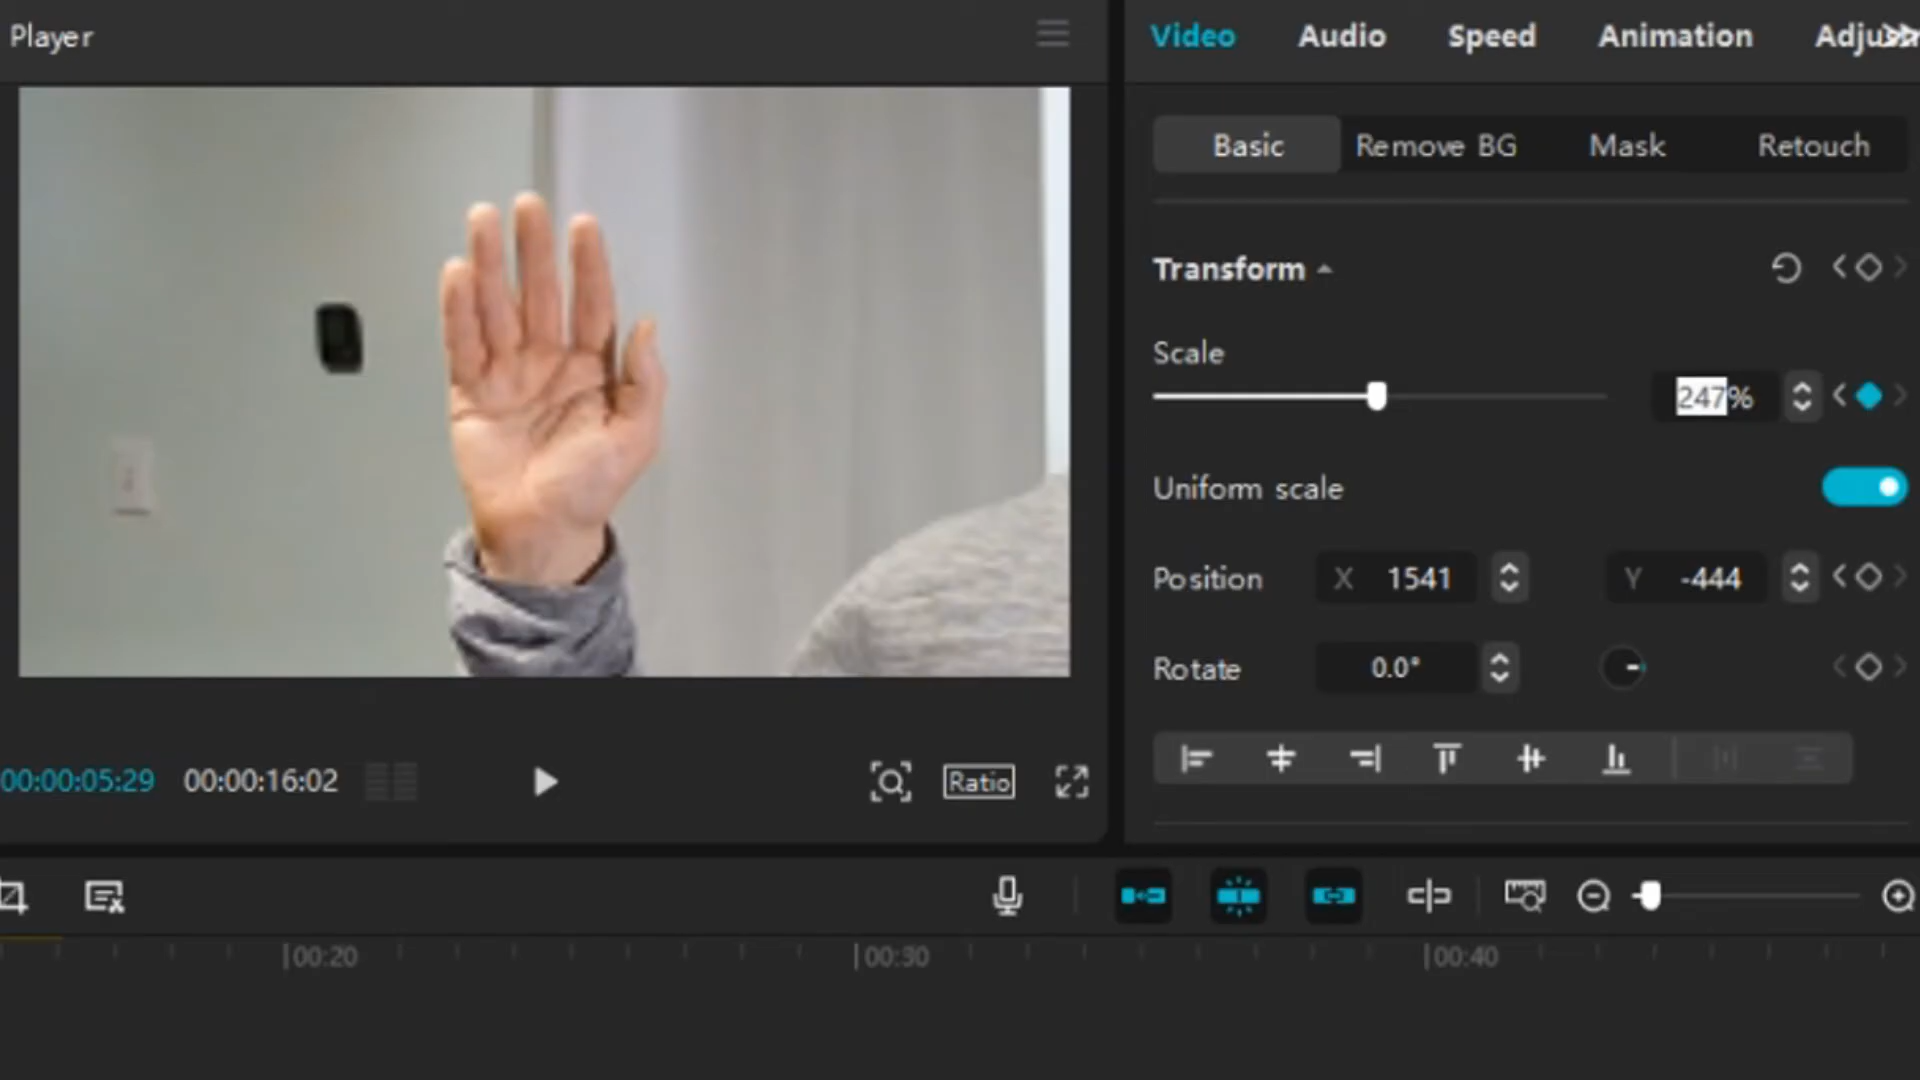 Player
Video Audio Speed Animation
Basic Remove BG Mask Retouch
Transform
Scale
247%
Uniform scale
Position X 1541 Y -444
Rotate 0.0°
00:00:05:29 00:00:16:02
Ratio
00:20 00:30 00:40